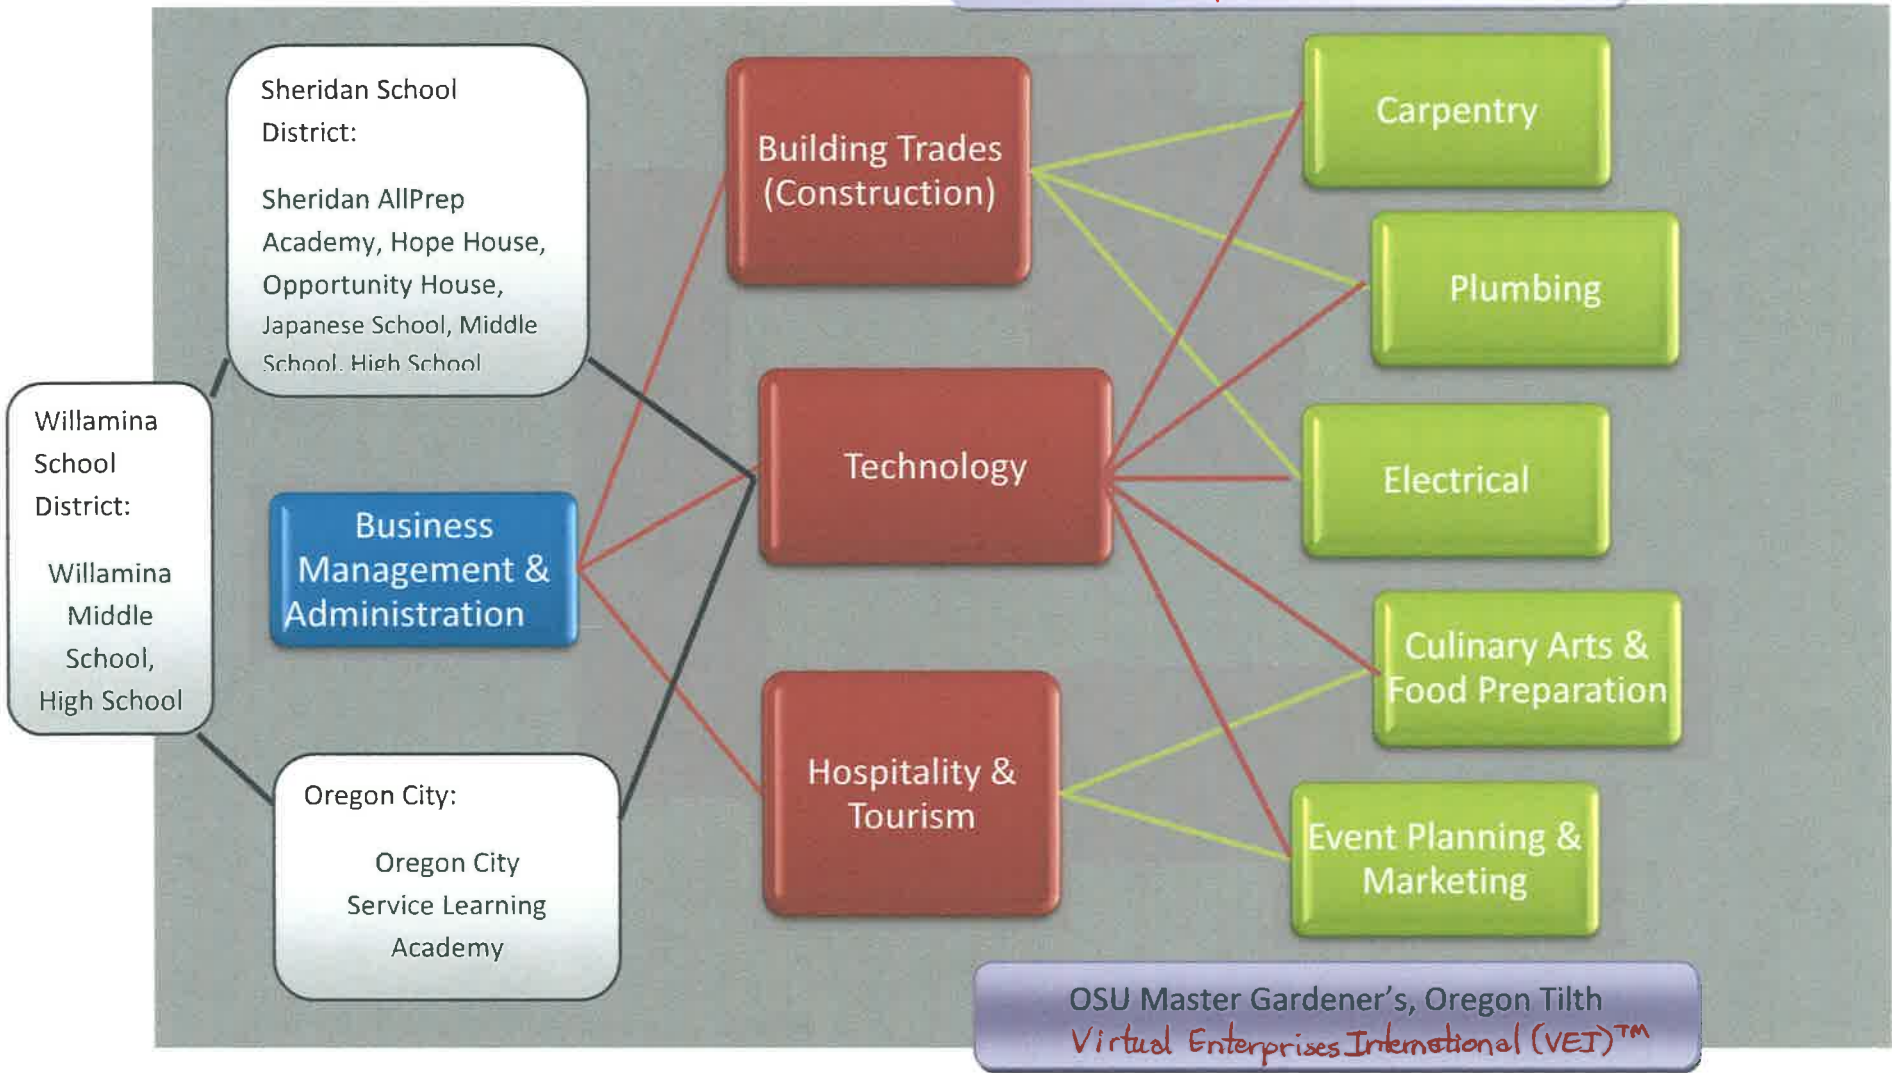 Sheridan School
District:
Sheridan AllPrep
Academy, Hope House,
Opportunity House,
Japanese School, Middle
School, High School
Willamina
School
District:
Willamina
Middle
School,
High School
Business
Management &
Administration
Oregon City:
Oregon City
Service Learning
Academy
Building Trades
(Construction)
Technology
Hospitality &
Tourism
Carpentry
Plumbing
Electrical
Culinary Arts &
Food Preparation
Event Planning &
Marketing
OSU Master Gardener's, Oregon Tilth
Virtual Enterprises International (VEI)™